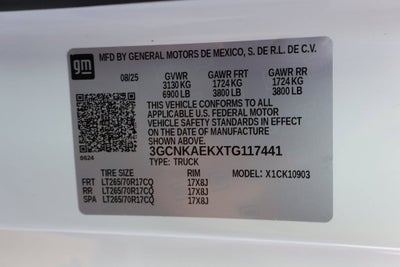 gm
MFD BY GENERAL MOTORS DE MEXICO, S. DE R.L. DE C.V.
08/25 GVWR GAWR FRT GAWR RR
3130 KG 1724 KG 1724 KG
6900 LB 3800 LB 3800 LB
THIS VEHICLE CONFORMS TO ALL
APPLICABLE U.S. FEDERAL MOTOR
VEHICLE SAFETY STANDARDS IN
EFFECT ON THE DATE OF
MANUFACTURE SHOWN ABOVE.
3GCNKAEKXTG117441
TYPE: TRUCK MODEL: X1CK10903
TIRE SIZE RIM
FRT LT265/70R17CQ 17X8J
RR LT265/70R17CQ 17X8J
SPA LT265/70R17CQ 17X8J